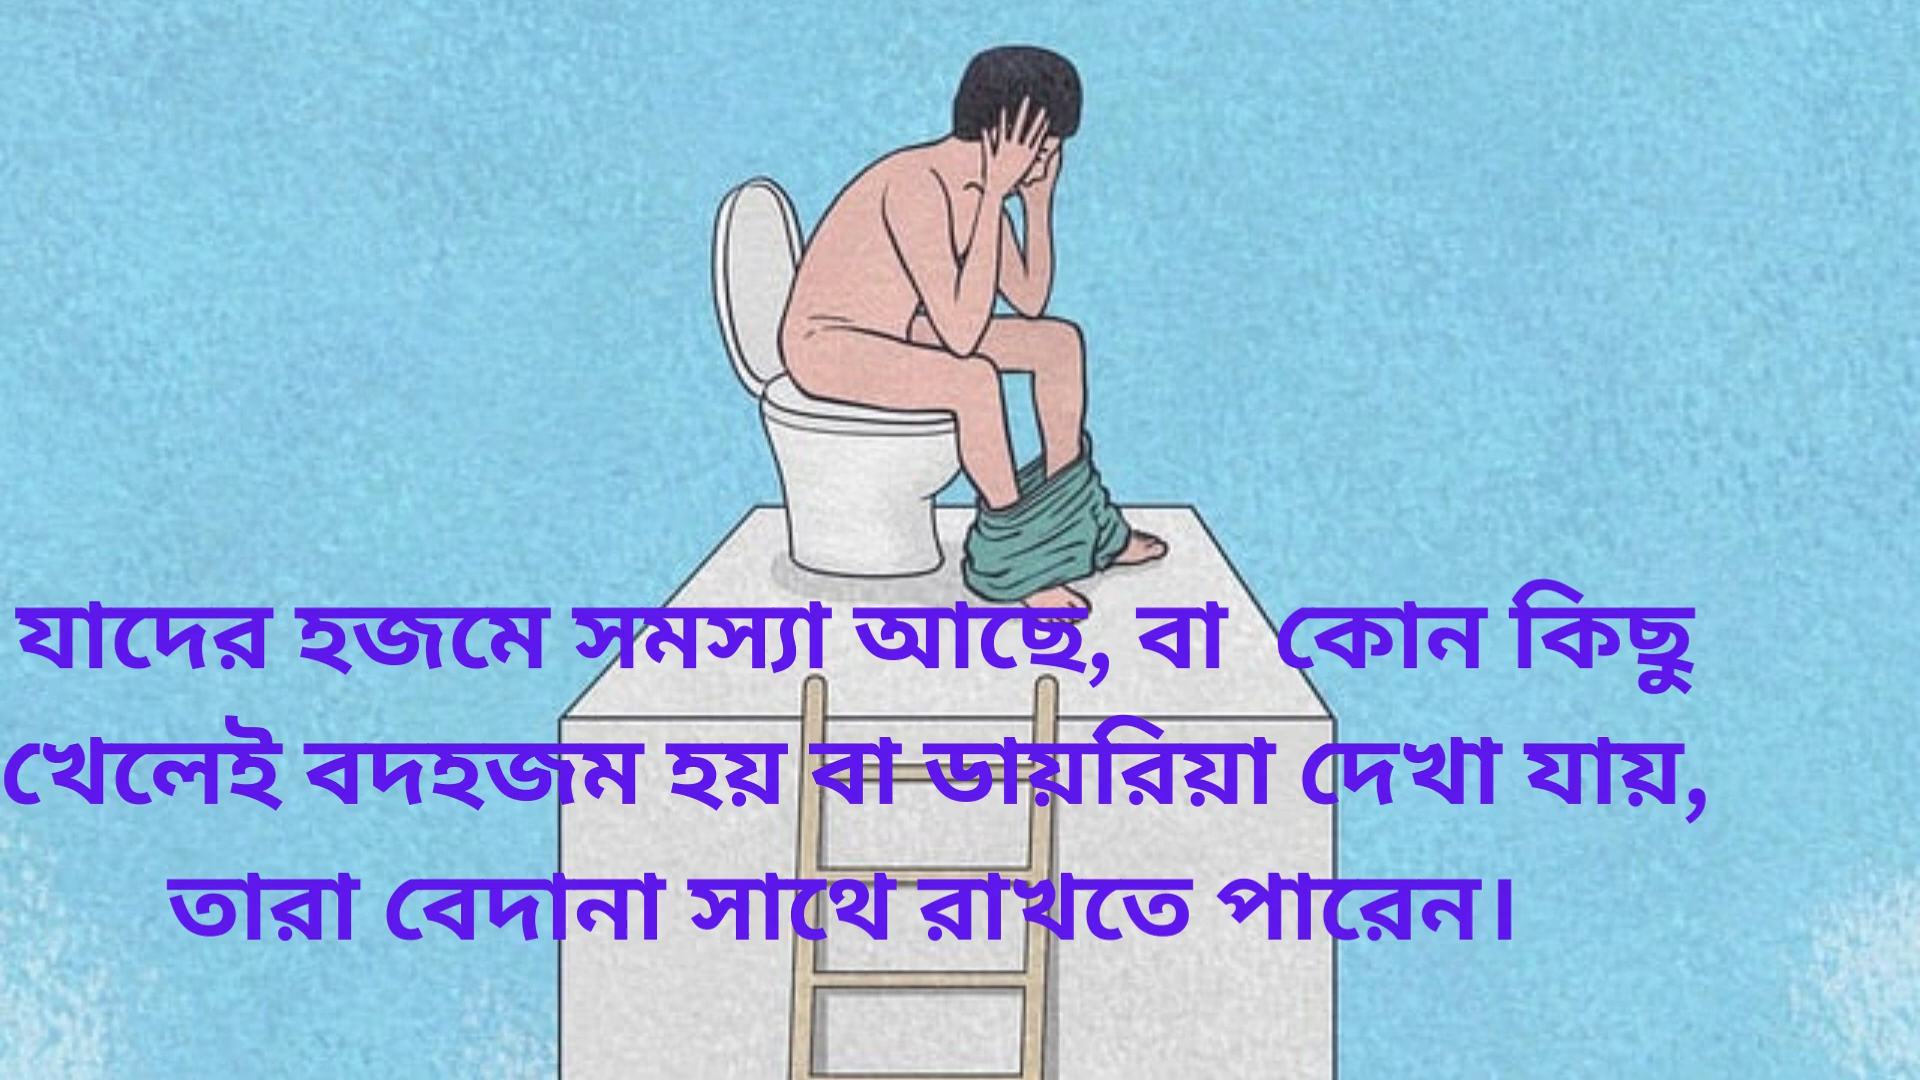 যাদের হজমে সমস্যা আছে, বা কোন কিছু
খেলেই বদহজম হয় বা ডায়রিয়া দেখা যায়,
তারা বেদানা সাথে রাখতে পারেন।